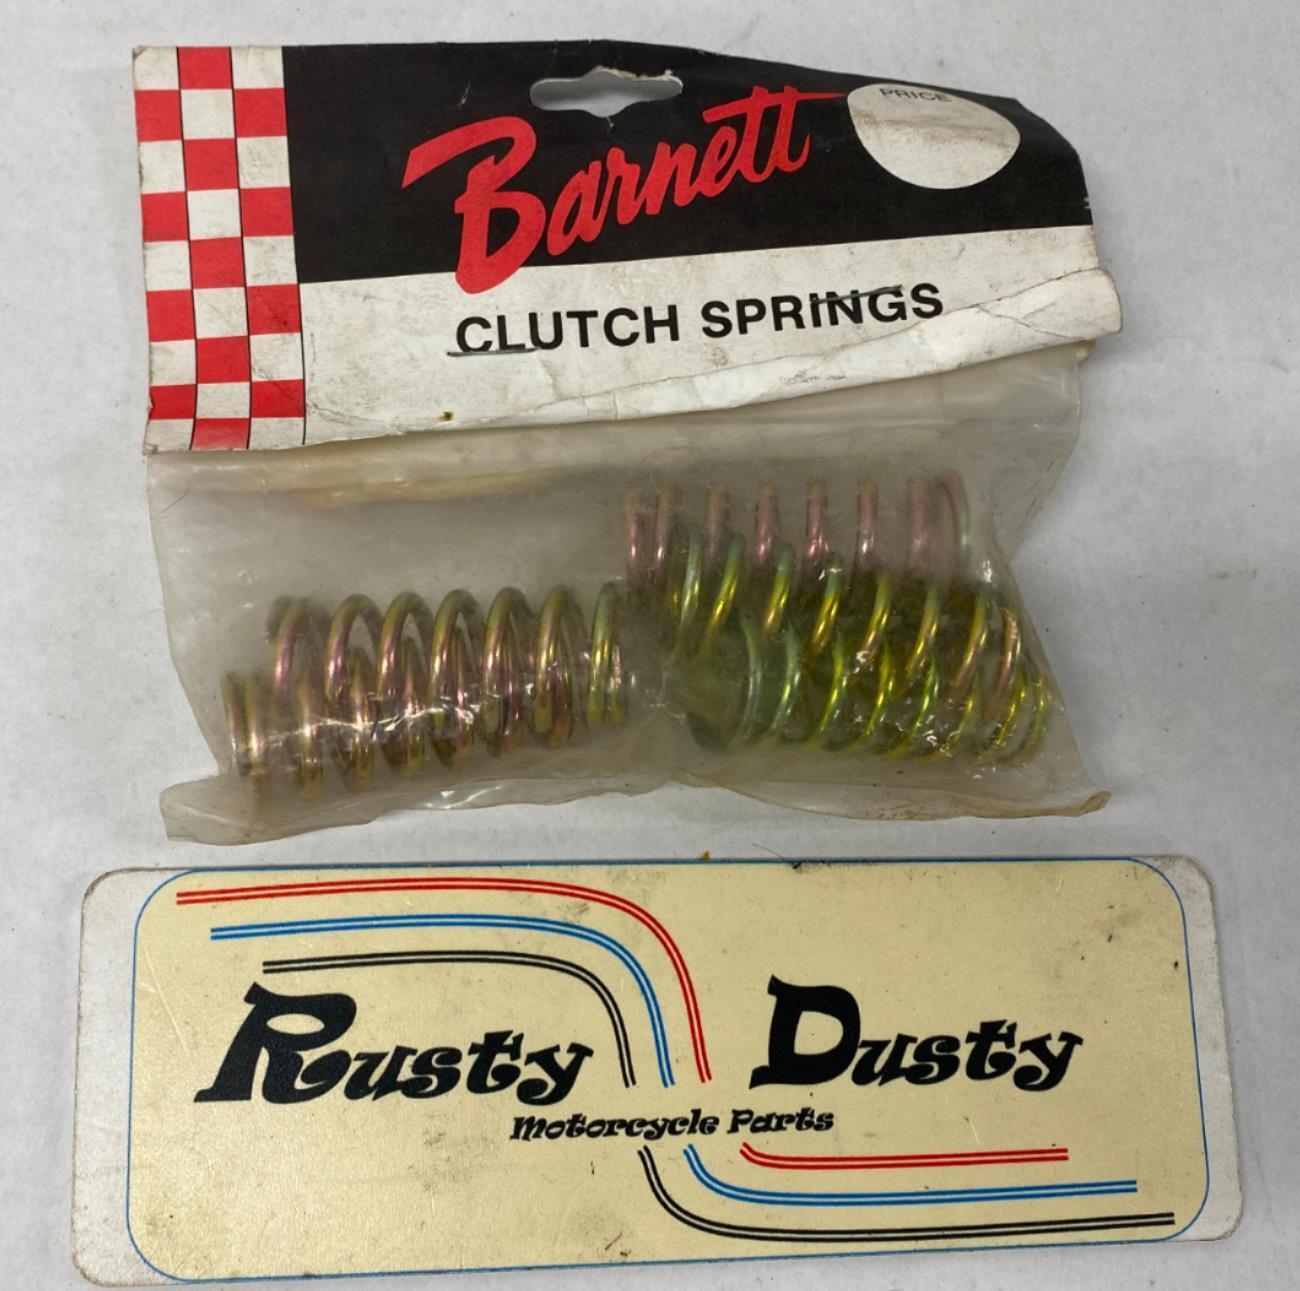 Barnett
PRICE
CLUTCH SPRINGS
Rusty Dusty
Motorcycle Parts